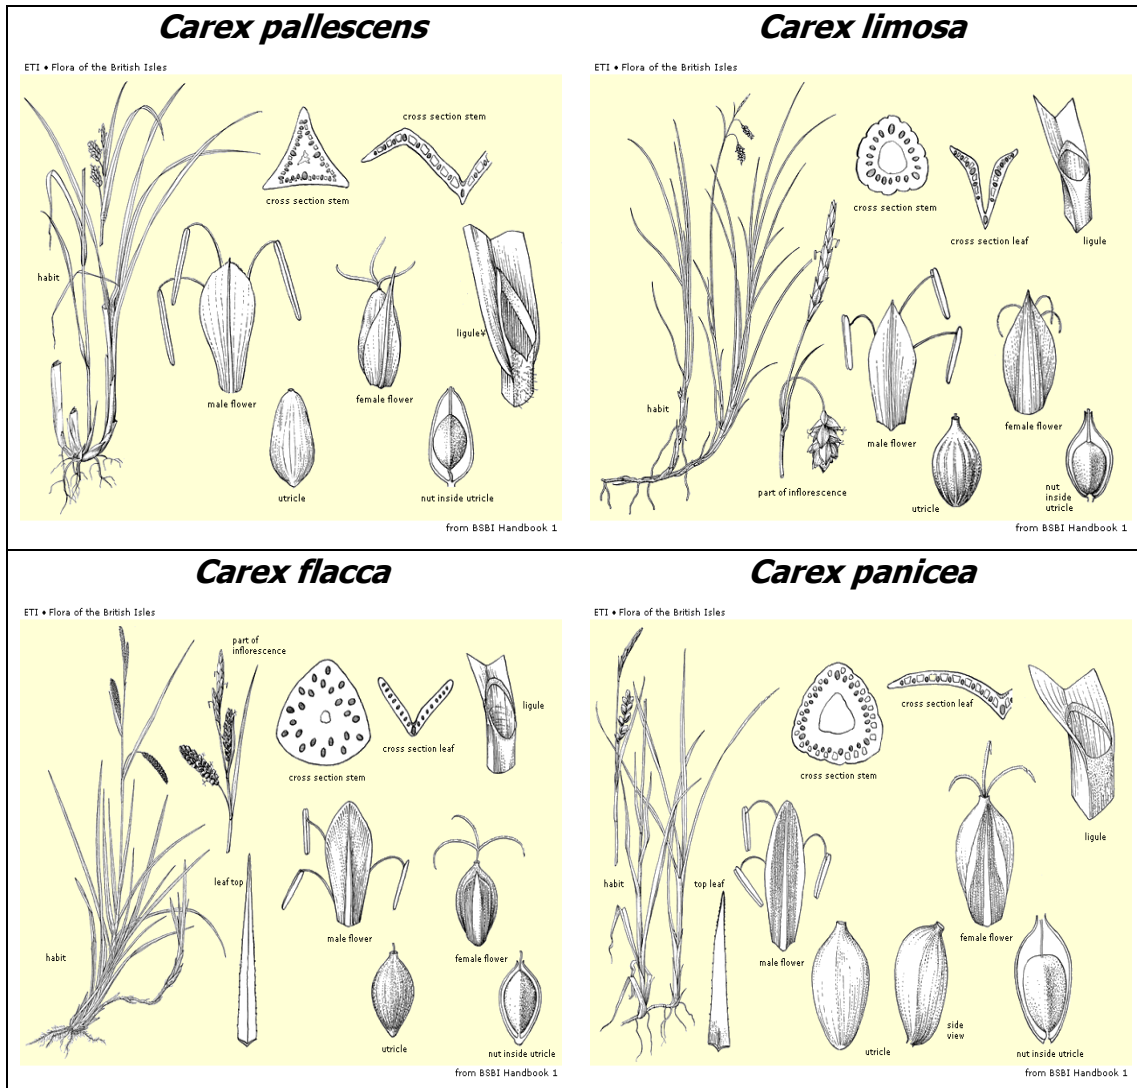 Carex pallescens
ETI ♦ Flora of the British Isles
cross section stem
cross section stem
habit
ligule¥
male flower
female flower
utricle
nut inside utricle
from BSBI Handbook 1
Carex limosa
ETI ♦ Flora of the British Isles
cross section stem
cross section leaf
ligule
habit
male flower
female flower
part of inflorescence
utricle
nut
inside
utricle
from BSBI Handbook 1
Carex flacca
ETI ♦ Flora of the British Isles
part of
inflorescence
ligule
cross section leaf
cross section stem
leaf top
male flower
habit
female flower
utricle
nut inside utricle
from BSBI Handbook 1
Carex panicea
ETI ♦ Flora of the British Isles
cross section leaf
cross section stem
ligule
habit
top leaf
male flower
female flower
utricle
side
view
nut inside utricle
from BSBI Handbook 1